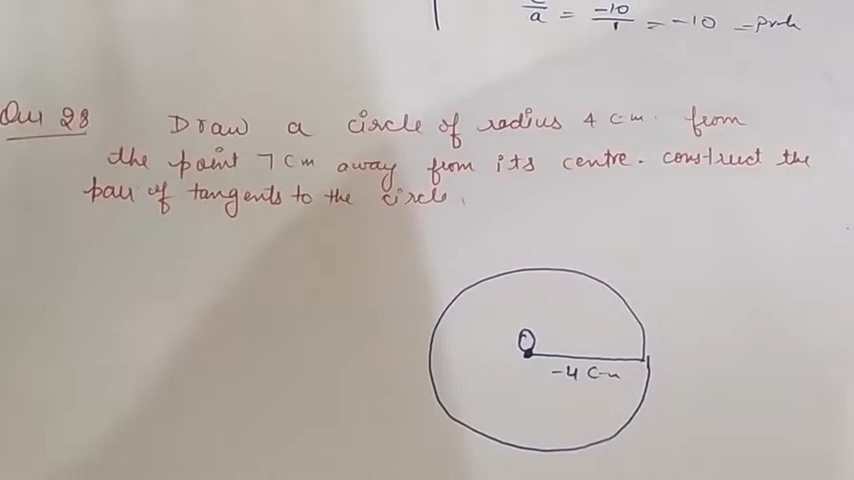 c/a = -10/1 = -10 -
Que 28 Draw a circle of radius 4 cm. from
the point 7 cm away from its centre. construct the
pair of tangents to the circle.
O
-4 cm